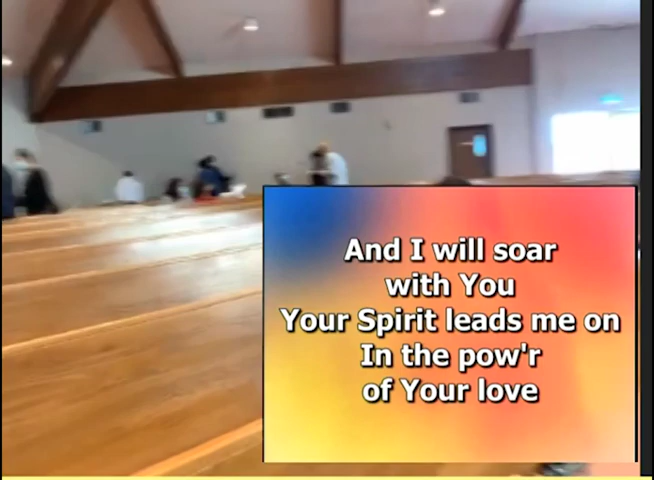 And I will soar
with You
Your Spirit leads me on
In the pow'r
of Your love